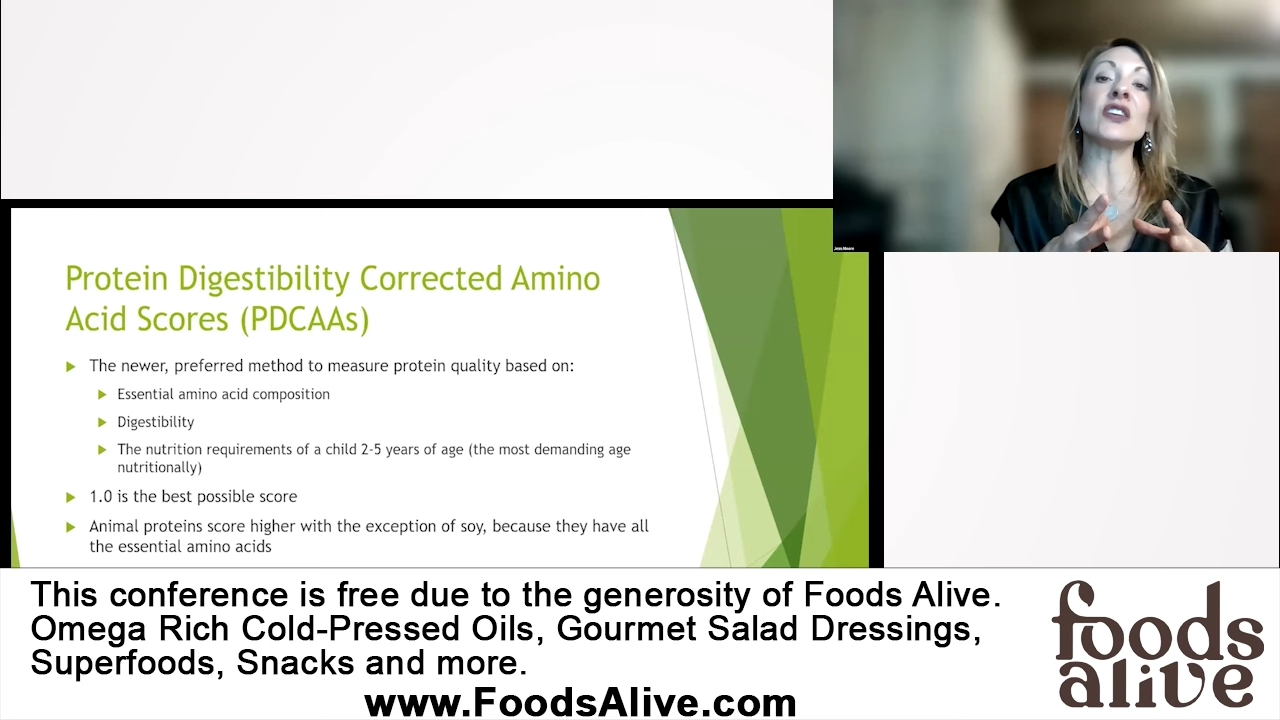 Jenn Moore
Protein Digestibility Corrected Amino
Acid Scores (PDCAAs)
The newer, preferred method to measure protein quality based on:
Essential amino acid composition
Digestibility
The nutrition requirements of a child 2-5 years of age (the most demanding age
nutritionally)
1.0 is the best possible score
Animal proteins score higher with the exception of soy, because they have all
the essential amino acids
This conference is free due to the generosity of Foods Alive.
Omega Rich Cold-Pressed Oils, Gourmet Salad Dressings,
Superfoods, Snacks and more.
www.FoodsAlive.com
foods
alive